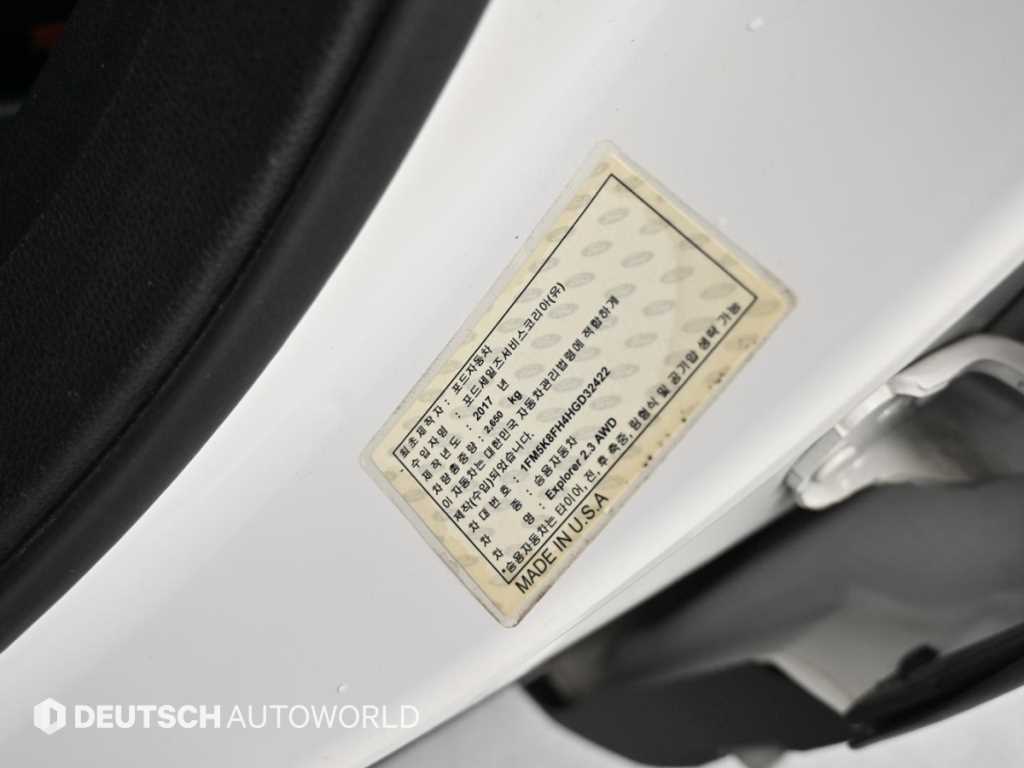 최초제작자 : 포드자동차
수입자명 : 포드세일즈서비스코리아(유)
제작년도 : 2017 년
차량총중량 : 2,650 kg
이 자동차는 대한민국 자동차관리법령에 적합하게
제작(수입)되었습니다.
차대번호 : 1FM5K8FH4HGD32422
차 종 : 승용자동차
차 명 : Explorer 2.3 AWD
*승용자동차는 타이어, 전, 후축중, 림형식 및 공기압 생략 가능
MADE IN U.S.A
DEUTSCH AUTOWORLD